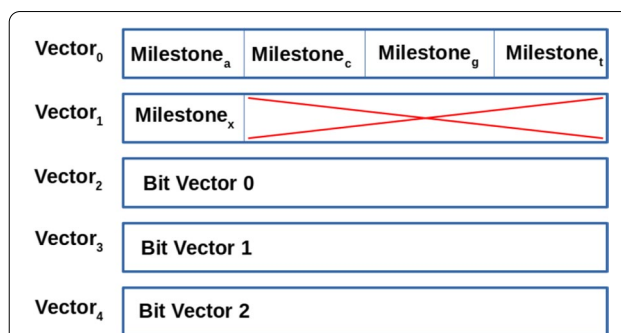 Vector0 Milestonea Milestonec Milestoneg Milestonet
Vector1 Milestonex
Vector2 Bit Vector 0
Vector3 Bit Vector 1
Vector4 Bit Vector 2